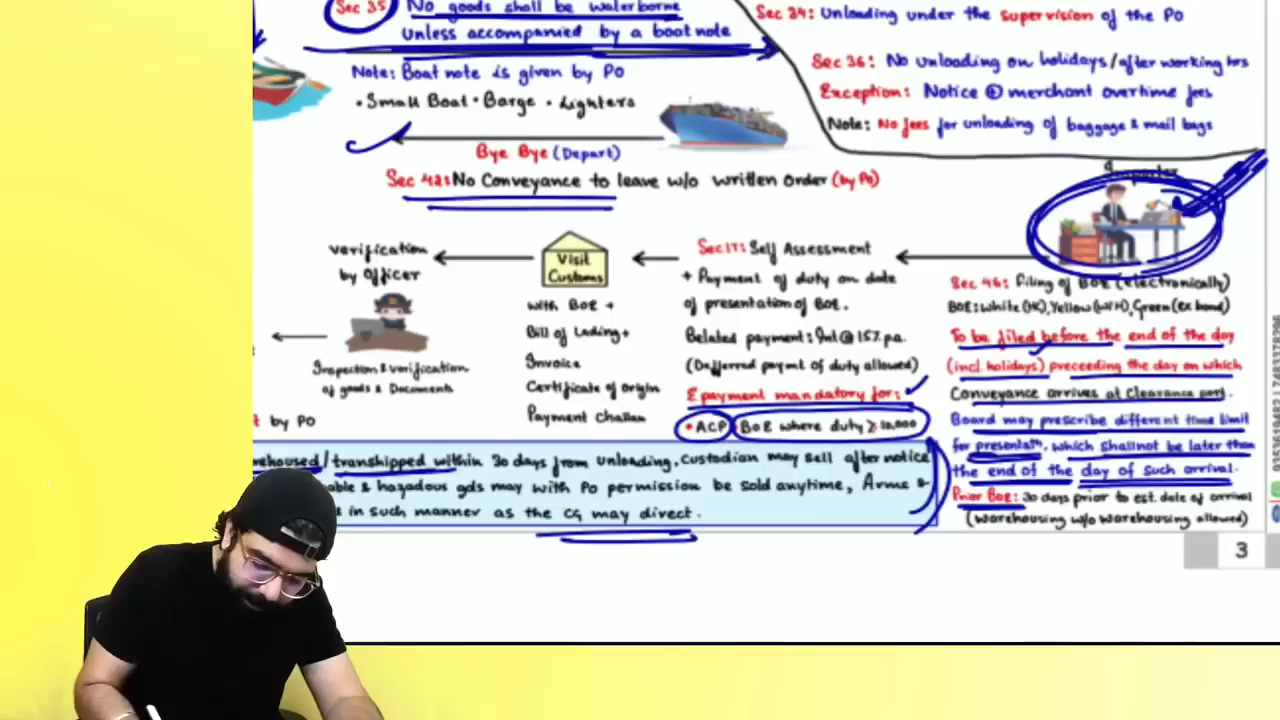 Sec 35 No goods shall be waterborne
unless accompanied by a boat note
Note: Boat note is given by PO
• Small Boat • Barge • Lighters
Bye Bye (Depart)
Sec 42: No Conveyance to leave w/o written order (by PO)
Sec 34: Unloading under the supervision of the PO
Sec 36: No unloading on holidays/after working hrs
Exception: Notice ⊕ merchant overtime fees
Note: No fees for unloading of baggage & mail bags
Importer
Sec 46: Filing of BOE (electronically)
BOE: White (HC), Yellow (WH), Green (ex bond)
To be filed before the end of the day
(incl. holidays) preceeding the day on which
Conveyance arrives at Clearance port.
Board may prescribe different time limit
for presentatn, which shall not be later than
the end of the day of such arrival.
Prior BOE: 30 days prior to est. date of arrival
(Warehousing w/o warehousing allowed)
Sec 17: Self Assessment
+ Payment of duty on date
of presentation of BOE.
Belated payment: Int @ 15% p.a.
(Deferred paymt of duty allowed)
E payment mandatory for:
• ACP • BOE where duty ≥ 10,000
Visit
Customs
With BOE +
Bill of Lading +
Invoice
Certificate of origin
Payment Challan
Verification
by Officer
Inspection & verification
of goods & Documents
t by PO
rehoused/transhipped within 30 days from unloading, custodian may sell after notice
able & hazadous gds may with PO permission be sold anytime, Arms &
in such manner as the CG may direct.
3